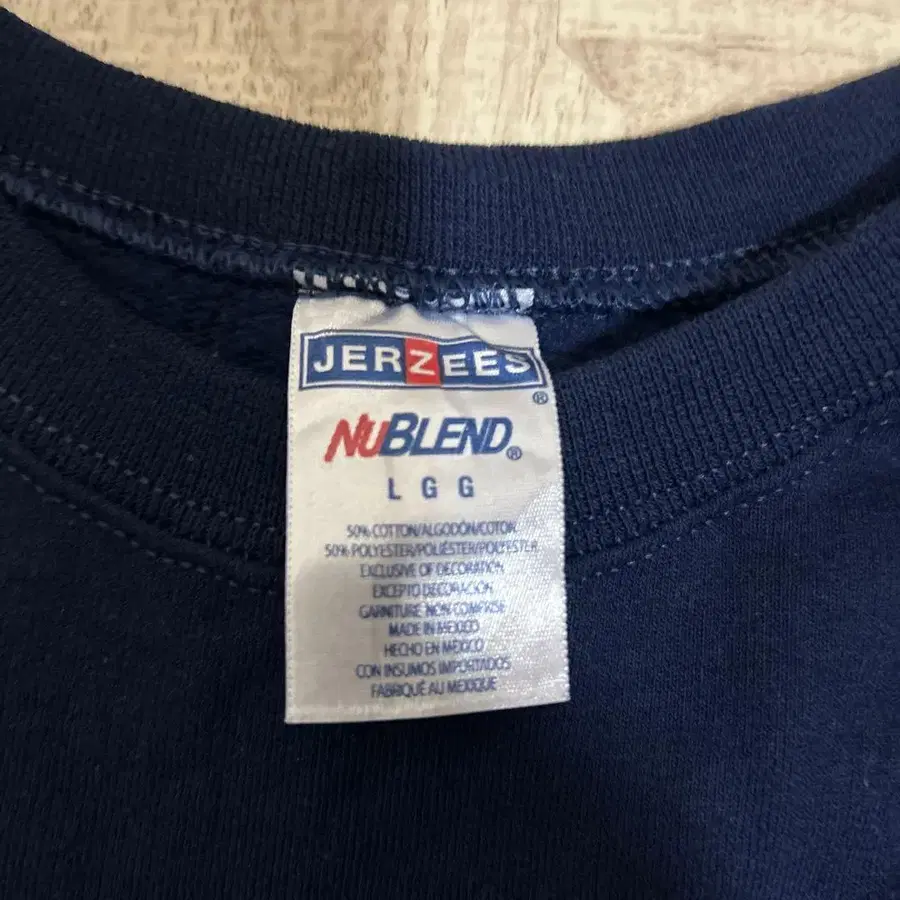 JERZEES®
NUBLEND®
L G G
50% COTTON/ALGODÓN/COTON
50% POLYESTER/POLIÉSTER/POLYESTER
EXCLUSIVE OF DECORATION
EXCEPTO DECORACION
GARNITURE NON COMPRISE
MADE IN MEXICO
HECHO EN MÉXICO
CON INSUMOS IMPORTADOS
FABRIQUÉ AU MEXIQUE